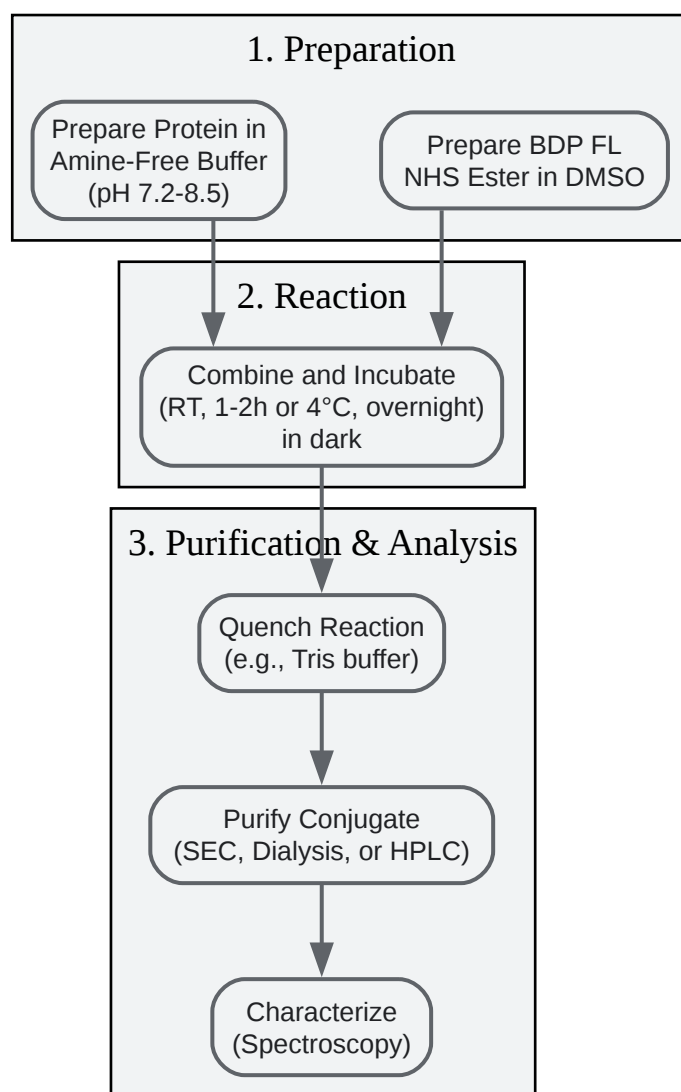 1. Preparation
Prepare Protein in
Amine-Free Buffer
(pH 7.2-8.5)
Prepare BDP FL
NHS Ester in DMSO
2. Reaction
Combine and Incubate
(RT, 1-2h or 4°C, overnight)
in dark
3. Purification & Analysis
Quench Reaction
(e.g., Tris buffer)
Purify Conjugate
(SEC, Dialysis, or HPLC)
Characterize
(Spectroscopy)